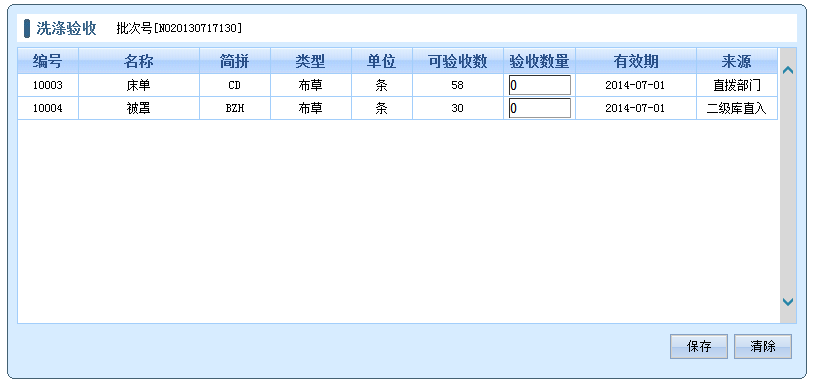 洗涤验收 批次号[NO20130717130]
编号 名称 简拼 类型 单位 可验收数 验收数量 有效期 来源
10003 床单 CD 布草 条 58 0 2014-07-01 直拨部门
10004 被罩 BZH 布草 条 30 0 2014-07-01 二级库直入
保存 清除